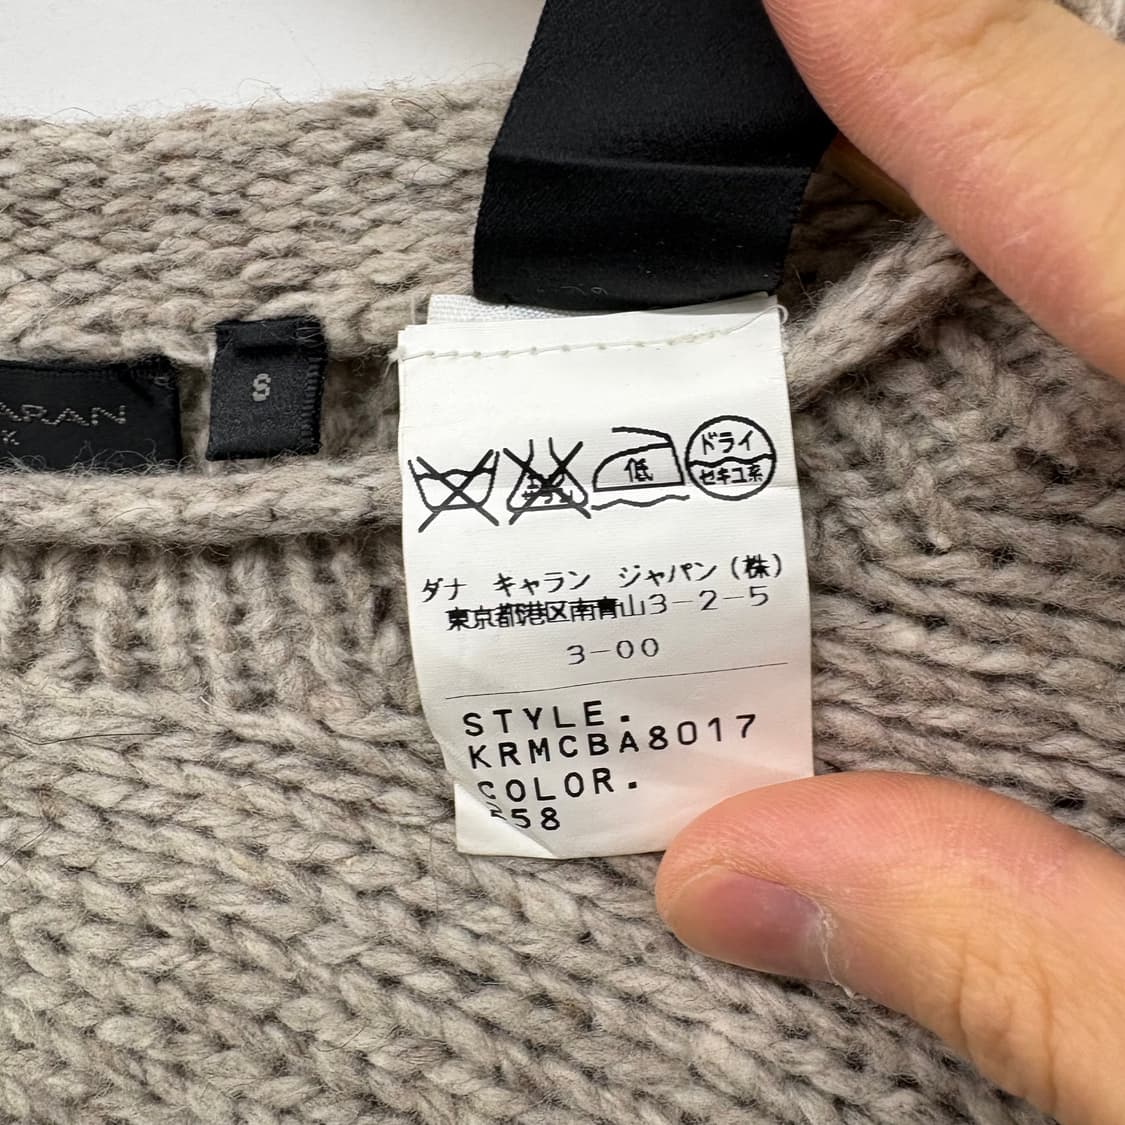 ARAN
K
S
低
ドライ
セキユ系
ダナ キャラン ジャパン(株)
東京都港区南青山3-2-5
3-00
STYLE.
KRMCBA8017
COLOR.
558